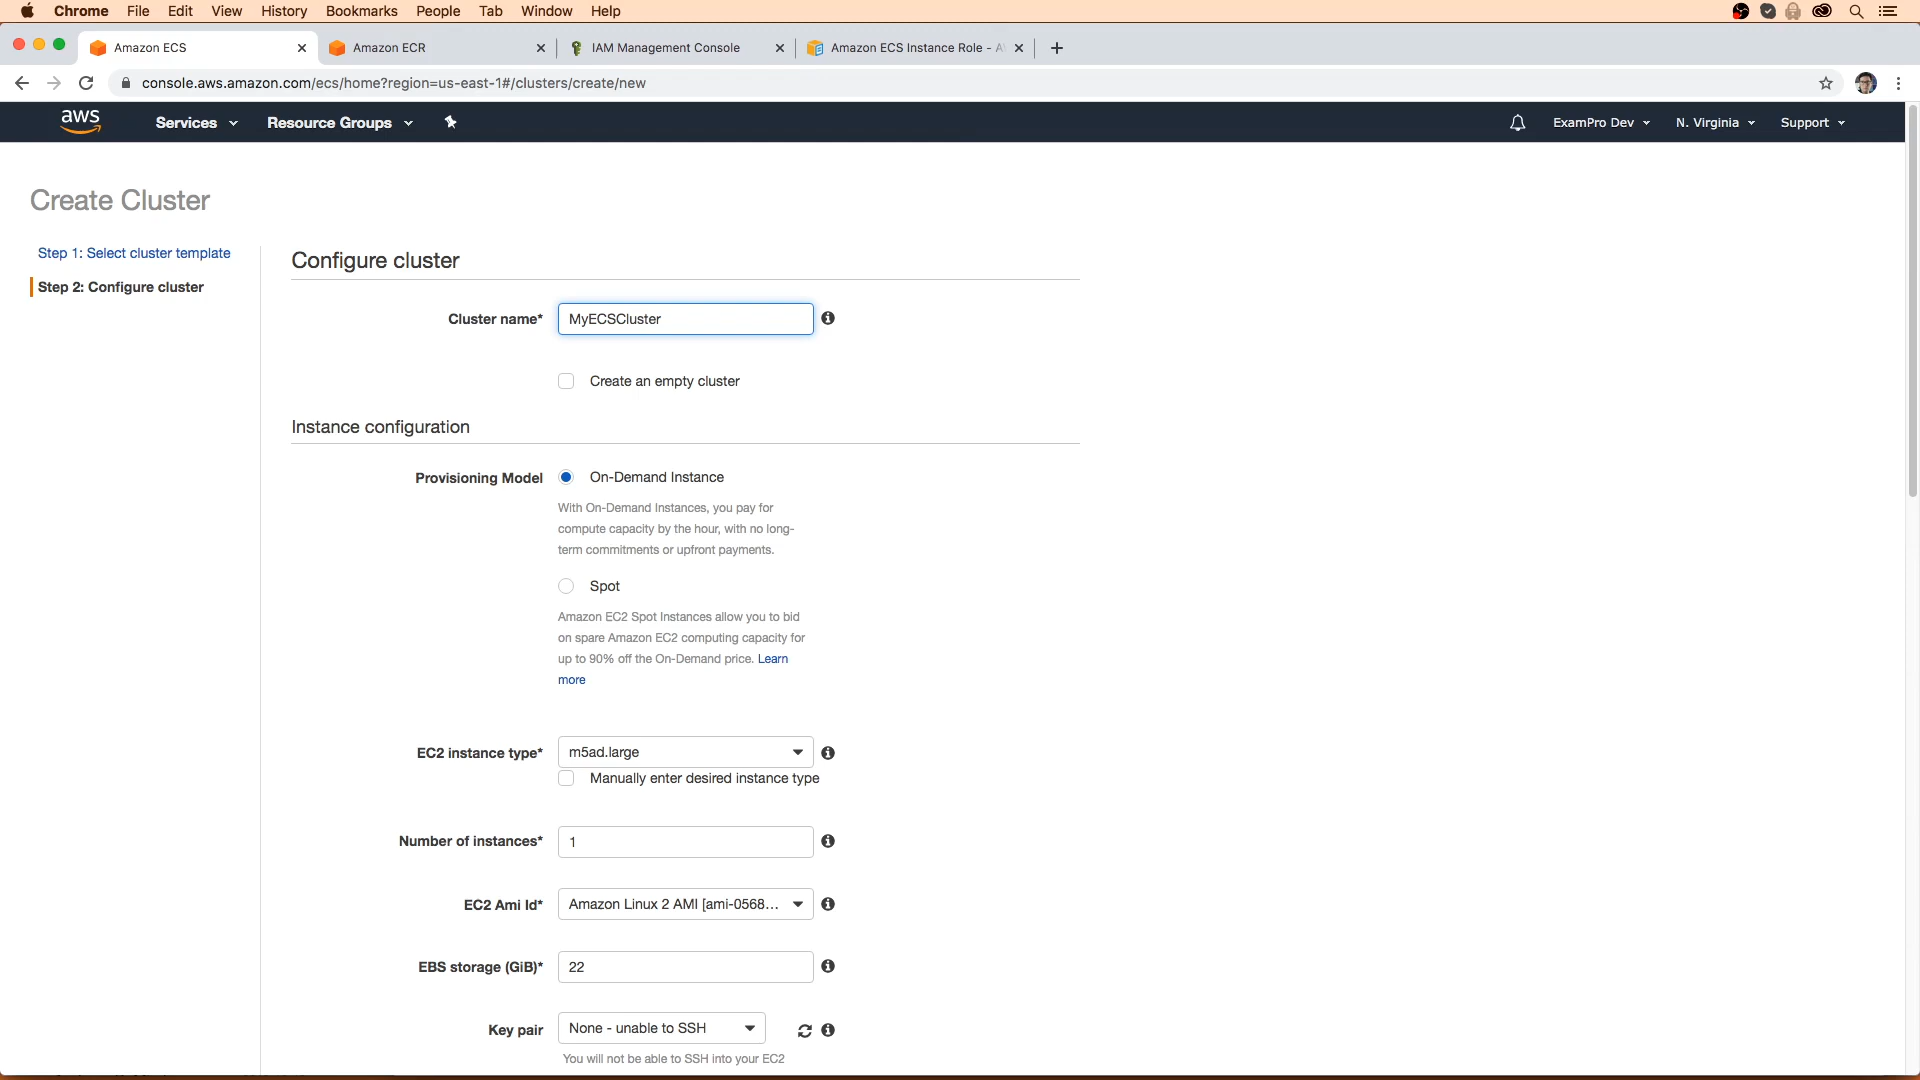 Chrome File Edit View History Bookmarks People Tab Window Help
Amazon ECS
Amazon ECR
IAM Management Console
Amazon ECS Instance Role - A
console.aws.amazon.com/ecs/home?region=us-east-1#/clusters/create/new
aws
Services
Resource Groups
ExamPro Dev
N. Virginia
Support
Create Cluster
Step 1: Select cluster template
Step 2: Configure cluster
Configure cluster
Cluster name* MyECSCluster
Create an empty cluster
Instance configuration
Provisioning Model On-Demand Instance
With On-Demand Instances, you pay for
compute capacity by the hour, with no long-
term commitments or upfront payments.
Spot
Amazon EC2 Spot Instances allow you to bid
on spare Amazon EC2 computing capacity for
up to 90% off the On-Demand price. Learn
more
EC2 instance type* m5ad.large
Manually enter desired instance type
Number of instances* 1
EC2 Ami Id* Amazon Linux 2 AMI [ami-0568...
EBS storage (GiB)* 22
Key pair None - unable to SSH
You will not be able to SSH into your EC2